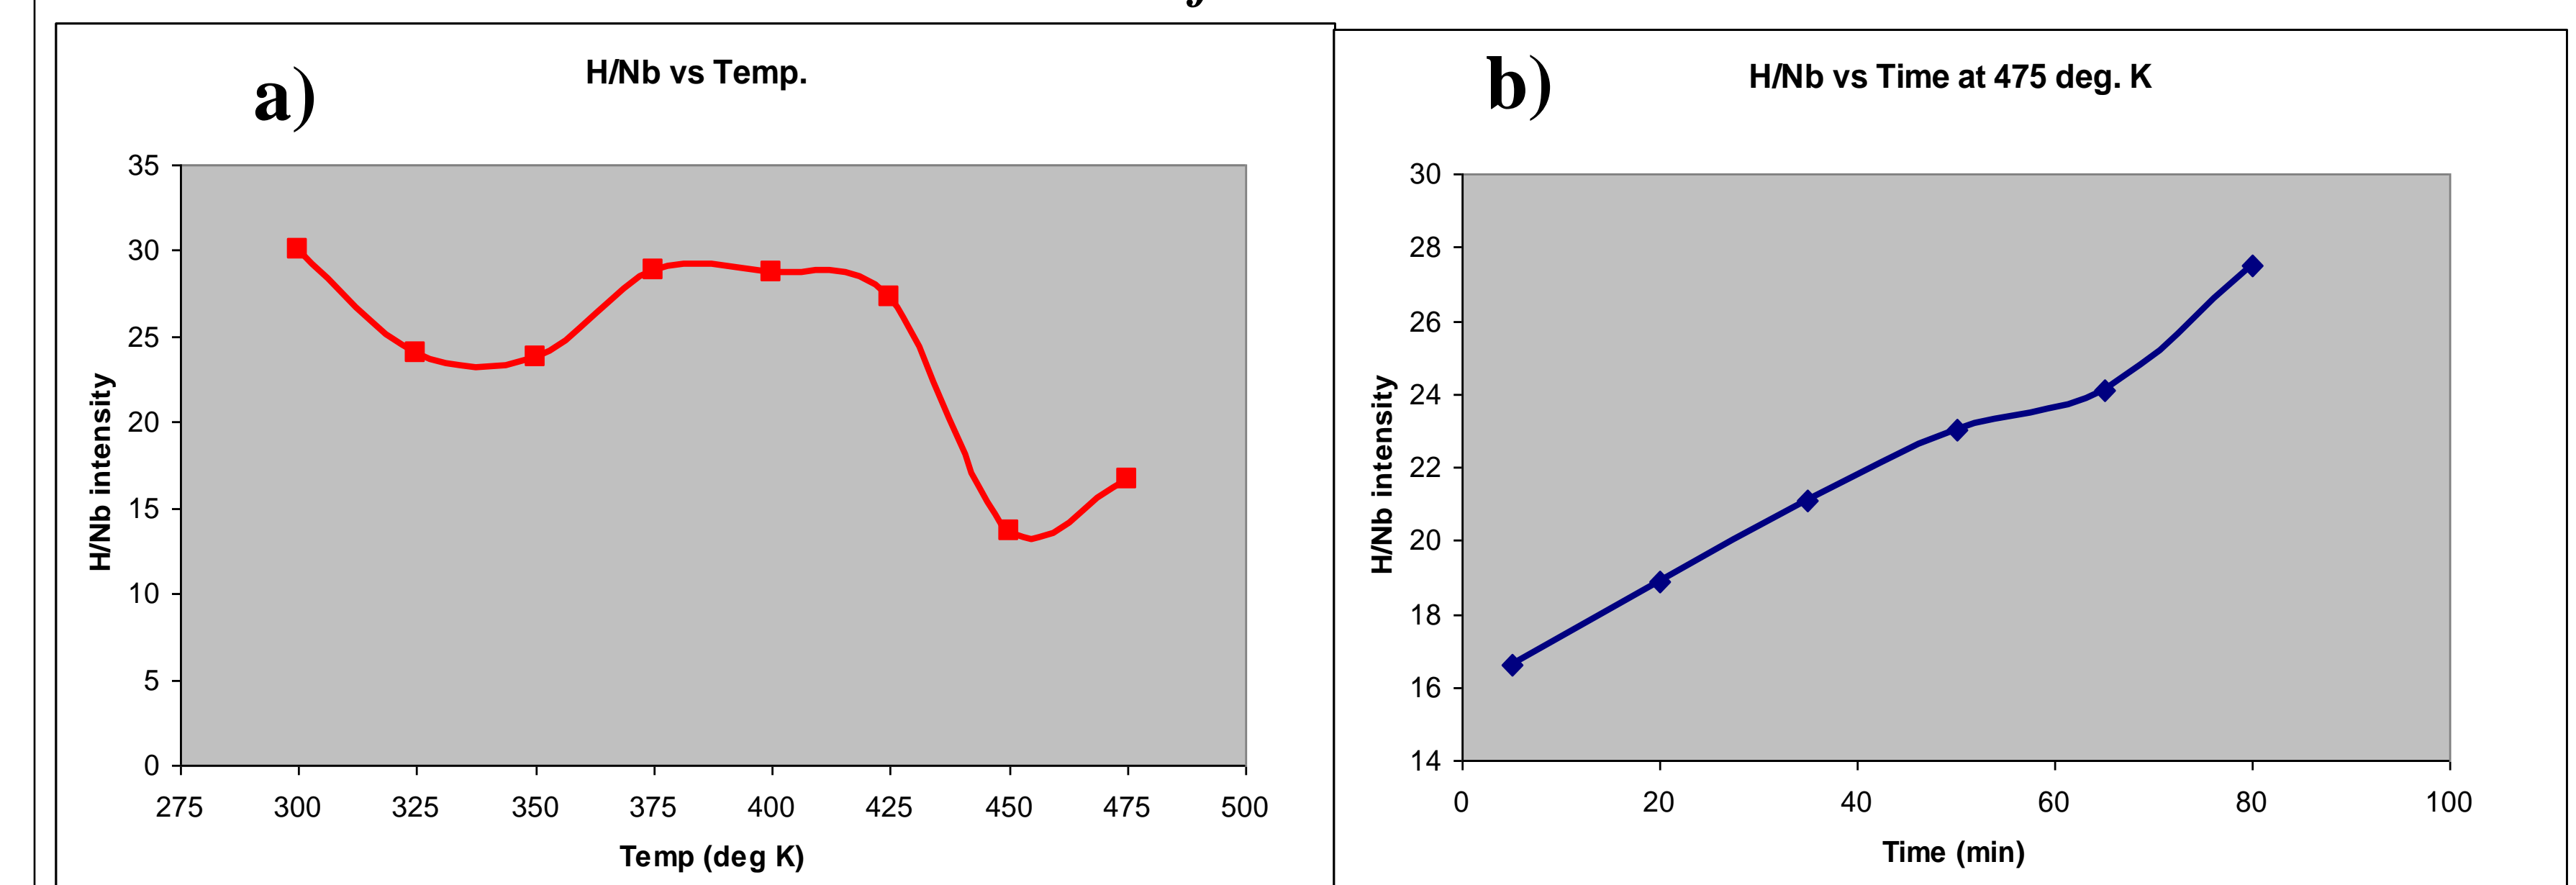 a)
H/Nb vs Temp.
35
30
25
20
15
10
5
0
H/Nb intensity
275 300 325 350 375 400 425 450 475 500
Temp (deg K)
b)
H/Nb vs Time at 475 deg. K
30
28
26
24
22
20
18
16
14
H/Nb intensity
0 20 40 60 80 100
Time (min)